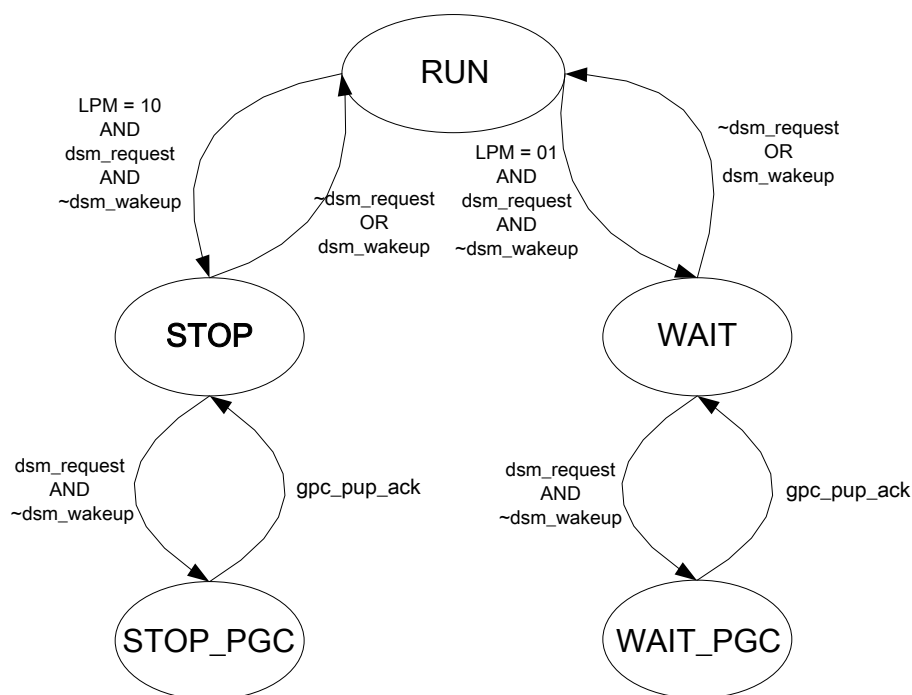 RUN
LPM = 10
AND
dsm_request
AND
~dsm_wakeup
~dsm_request
OR
dsm_wakeup
LPM = 01
AND
dsm_request
AND
~dsm_wakeup
~dsm_request
OR
dsm_wakeup
STOP
WAIT
dsm_request
AND
~dsm_wakeup
gpc_pup_ack
dsm_request
AND
~dsm_wakeup
gpc_pup_ack
STOP_PGC
WAIT_PGC